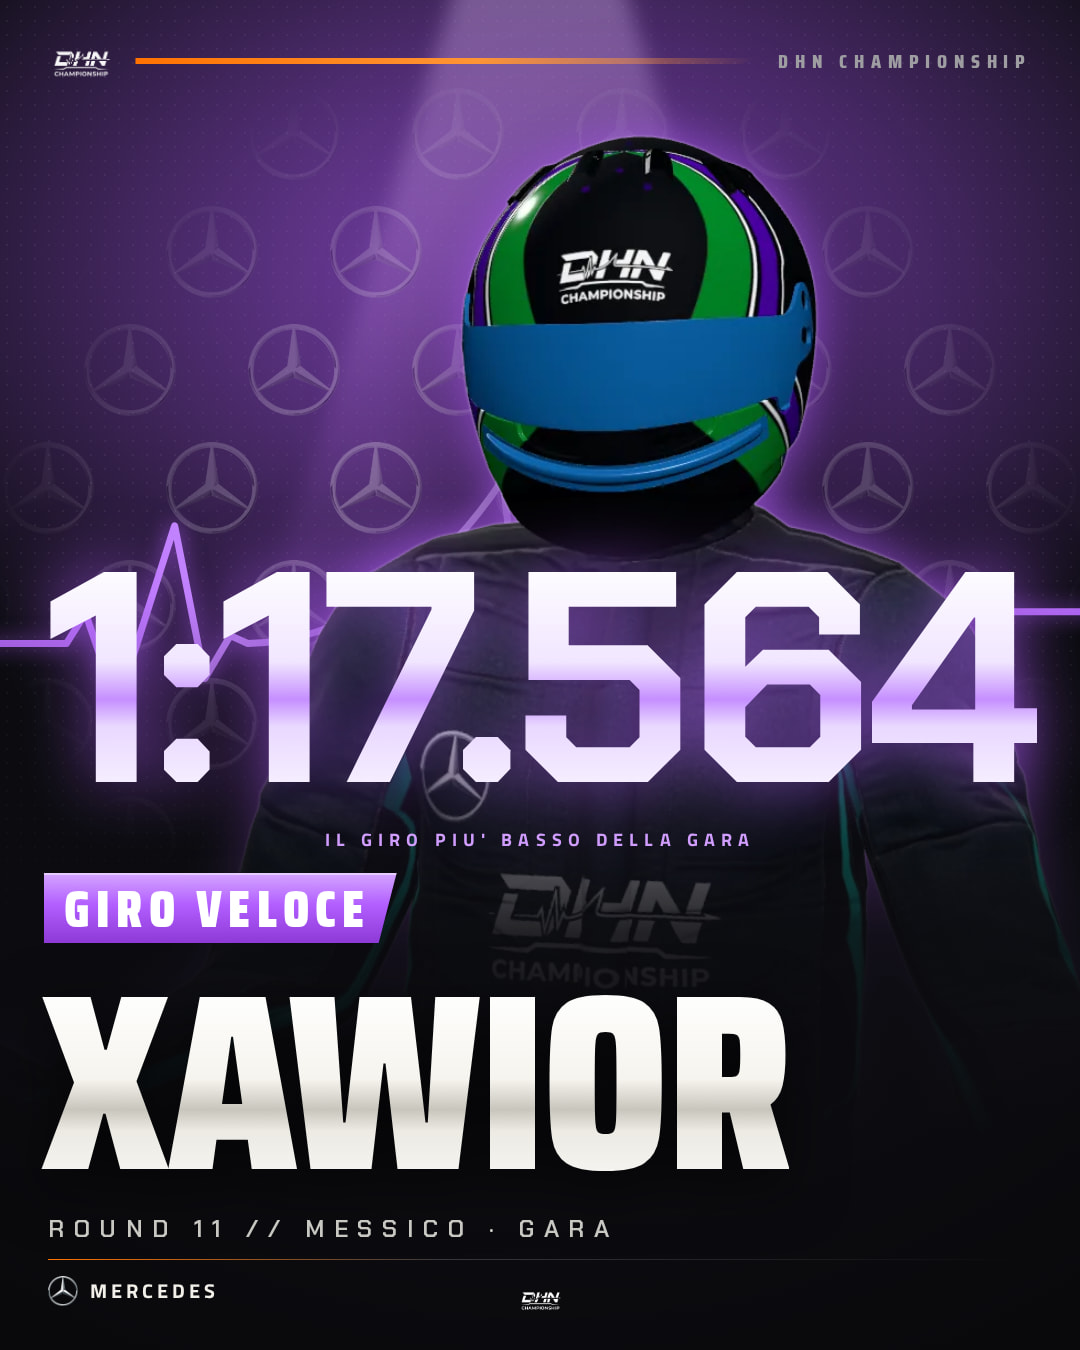 DHN CHAMPIONSHIP
DHN CHAMPIONSHIP
DHN
CHAMPIONSHIP
1:17.564
IL GIRO PIU' BASSO DELLA GARA
GIRO VELOCE
DHN
CHAMPIONSHIP
XAWIOR
ROUND 11 // MESSICO · GARA
MERCEDES
DHN
CHAMPIONSHIP